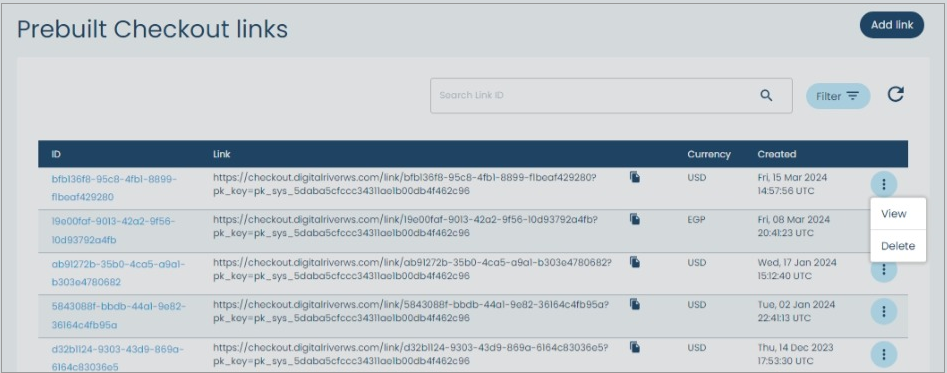 Prebuilt Checkout links
Add link
Search Link ID
Filter
ID Link Currency Created
bfb136f8-95c8-4fb1-8899- https://checkout.digitalriverws.com/link/bfb136f8-95c8-4fb1-8899-f1beaf429280? USD Fri, 15 Mar 2024
f1beaf429280 pk_key=pk_sys_5daba5cfccc34311ae1b00db4f462c96 14:57:56 UTC
View
19e00faf-9013-42a2-9f56- https://checkout.digitalriverws.com/link/19e00faf-9013-42a2-9f56-10d93792a4fb? EGP Fri, 08 Mar 2024
10d93792a4fb pk_key=pk_sys_5daba5cfccc34311ae1b00db4f462c96 20:41:23 UTC
Delete
ab91272b-35b0-4ca5-a9a1- https://checkout.digitalriverws.com/link/ab91272b-35b0-4ca5-a9a1-b303e4780682? USD Wed, 17 Jan 2024
b303e4780682 pk_key=pk_sys_5daba5cfccc34311ae1b00db4f462c96 15:12:40 UTC
5843088f-bbdb-44a1-9e82- https://checkout.digitalriverws.com/link/5843088f-bbdb-44a1-9e82-36164c4fb95a? USD Tue, 02 Jan 2024
36164c4fb95a pk_key=pk_sys_5daba5cfccc34311ae1b00db4f462c96 22:41:13 UTC
d32b1124-9303-43d9-869a- https://checkout.digitalriverws.com/link/d32b1124-9303-43d9-869a-6164c83036e5? USD Thu, 14 Dec 2023
6164c83036e5 pk_key=pk_sys_5daba5cfccc34311ae1b00db4f462c96 17:53:30 UTC